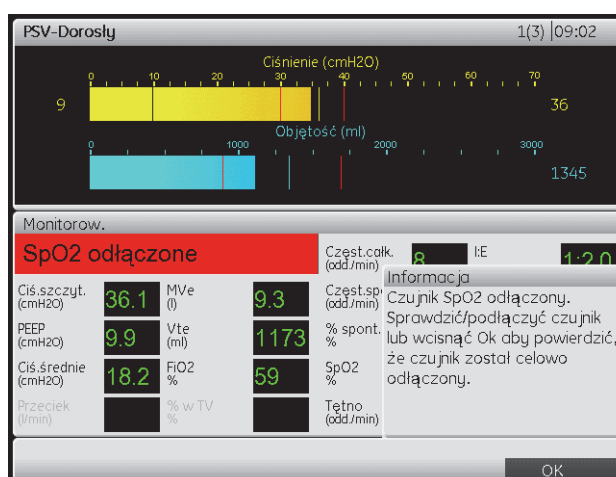 PSV-Dorosły 1(3) 09:02
Ciśnienie (cmH2O)
0 10 20 30 40 50 60 70
9 36
Objętość (ml)
0 1000 2000 3000
1345
Monitorow.
SpO2 odłączone
Częst.całk. (odd./min) 8 I:E 1:2.0
Ciś.szczyt. (cmH2O) 36.1 MVe (l) 9.3 Częst.sp
PEEP (cmH2O) 9.9 Vte (ml) 1173 % spont. %
Ciś.średnie (cmH2O) 18.2 FiO2 % 59 SpO2 %
Przeciek (l/min) % w TV % Tętno (odd./min)
Informacja
Czujnik SpO2 odłączony.
Sprawdzić/podłączyć czujnik
lub wcisnąć Ok aby powierdzić,
że czujnik został celowo
odłączony.
OK